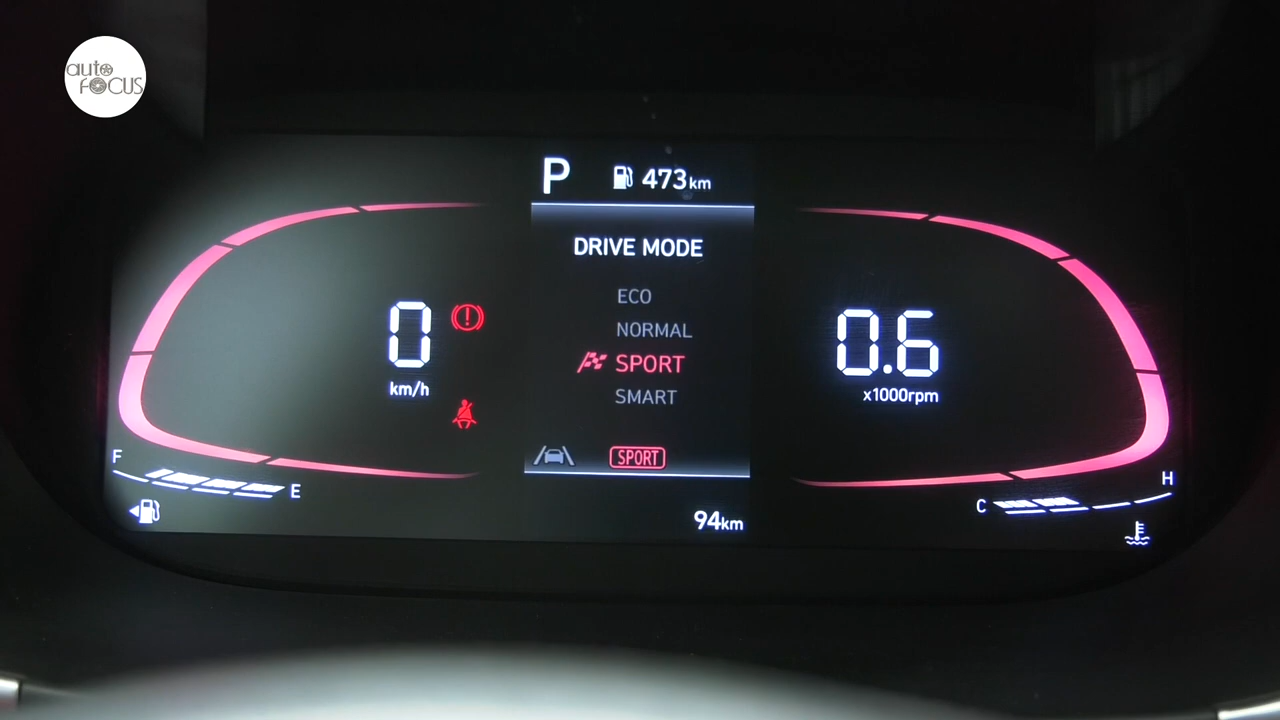 auto
FOCUS
P 473km
DRIVE MODE
ECO
NORMAL
SPORT
SMART
SPORT
94km
0
km/h
0.6
x1000rpm
F
E
C
H